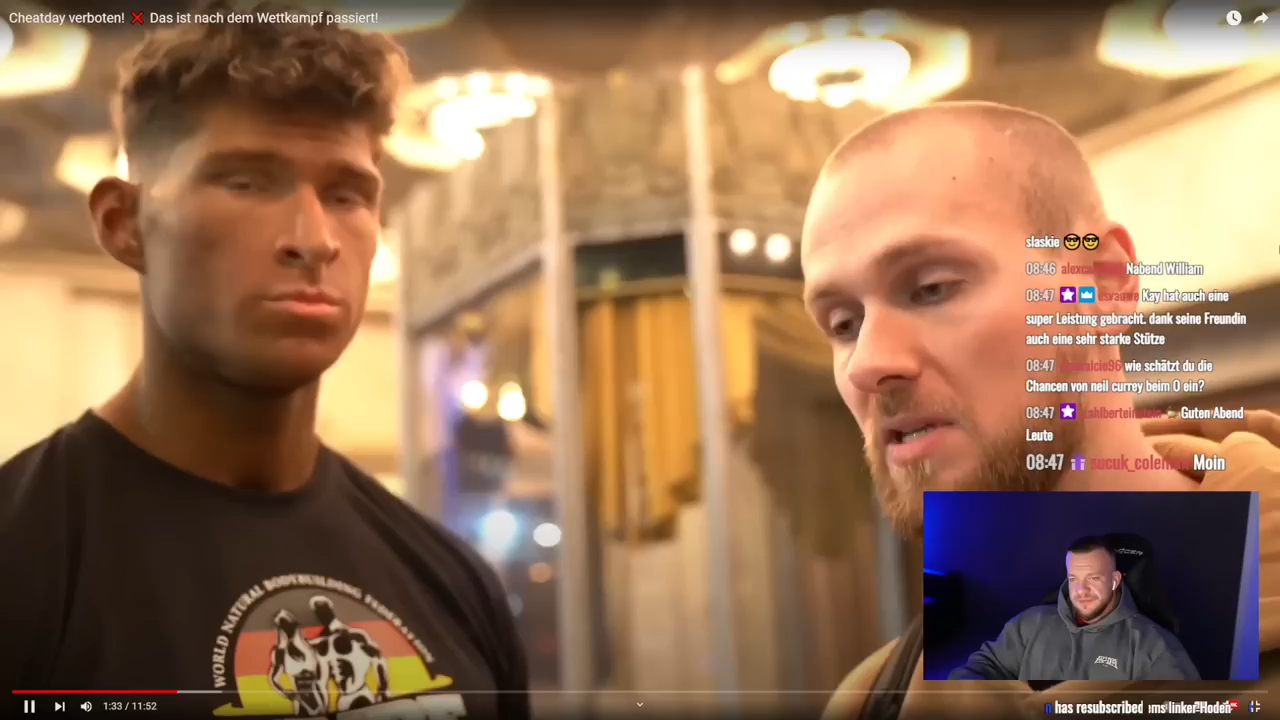 Cheatday verboten! ❌ Das ist nach dem Wettkampf passiert!
slaskie 😎😎
08:46 Nabend William
08:47 Kay hat auch eine
super Leistung gebracht. dank seine Freundin
auch eine sehr starke Stütze
08:47 wie schätzt du die
Chancen von neil currey beim O ein?
08:47 Guten Abend
Leute
08:47 Moin
WORLD NATURAL BODYBUILDING FEDERATION
1:33 / 11:52
has resubscribed
linker Hoden